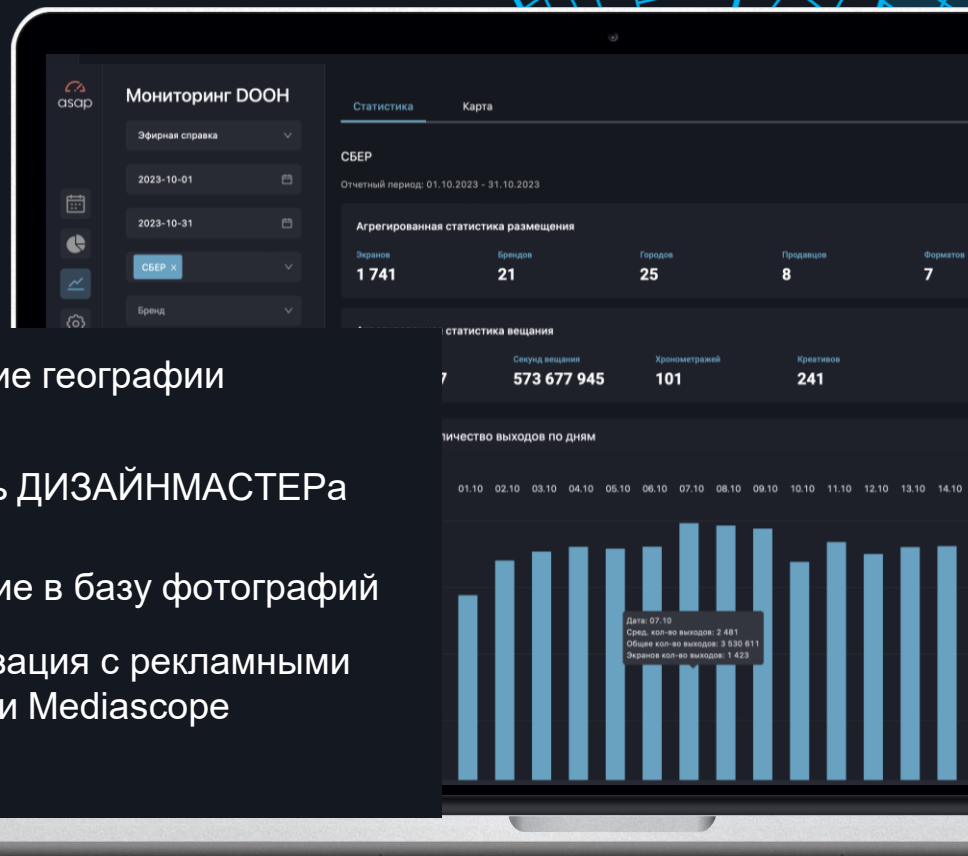 asap
Мониторинг DOOH
Эфирная справка
2023-10-01
2023-10-31
СБЕР ×
Бренд
Статистика Карта
СБЕР
Отчетный период: 01.10.2023 - 31.10.2023
Агрегированная статистика размещения
Экранов Брендов Городов Продавцов Форматов
1 741 21 25 8 7
статистика вещания
Секунд вещания Хронометражей Креативов
7 573 677 945 101 241
личество выходов по дням
01.10 02.10 03.10 04.10 05.10 06.10 07.10 08.10 09.10 10.10 11.10 12.10 13.10 14.10
Дата: 07.10
Сред. кол-во выходов: 2 481
Общее кол-во выходов: 3 530 611
Экранов кол-во выходов: 1 423
ие географии
ь ДИЗАЙНМАСТЕРа
ие в базу фотографий
зация с рекламными
и Mediascope